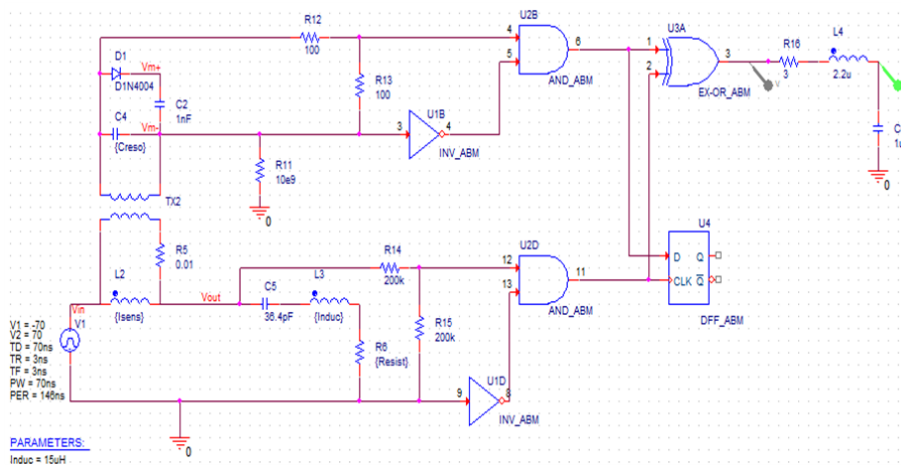 R12
100
U2B
4
5
6
AND_ABM
U3A
1
2
3
EX-OR_ABM
R16
3
L4
2.2u
V
D1
D1N4004
Vm+
C2
1nF
C4
Vm-
{Creso}
R13
100
U1B
3
4
INV_ABM
R11
10e9
0
0
TX2
R5
0.01
L2
{Isens}
Vin
Vout
C5
36.4pF
L3
{Induc}
R14
200k
R15
200k
R6
{Resist}
U2D
12
13
11
AND_ABM
U4
D
Q
CLK
Q
DFF_ABM
U1D
9
8
INV_ABM
V1
V1 = -70
V2 = 70
TD = 70ns
TR = 3ns
TF = 3ns
PW = 70ns
PER = 146ns
0
PARAMETERS:
Induc = 15uH